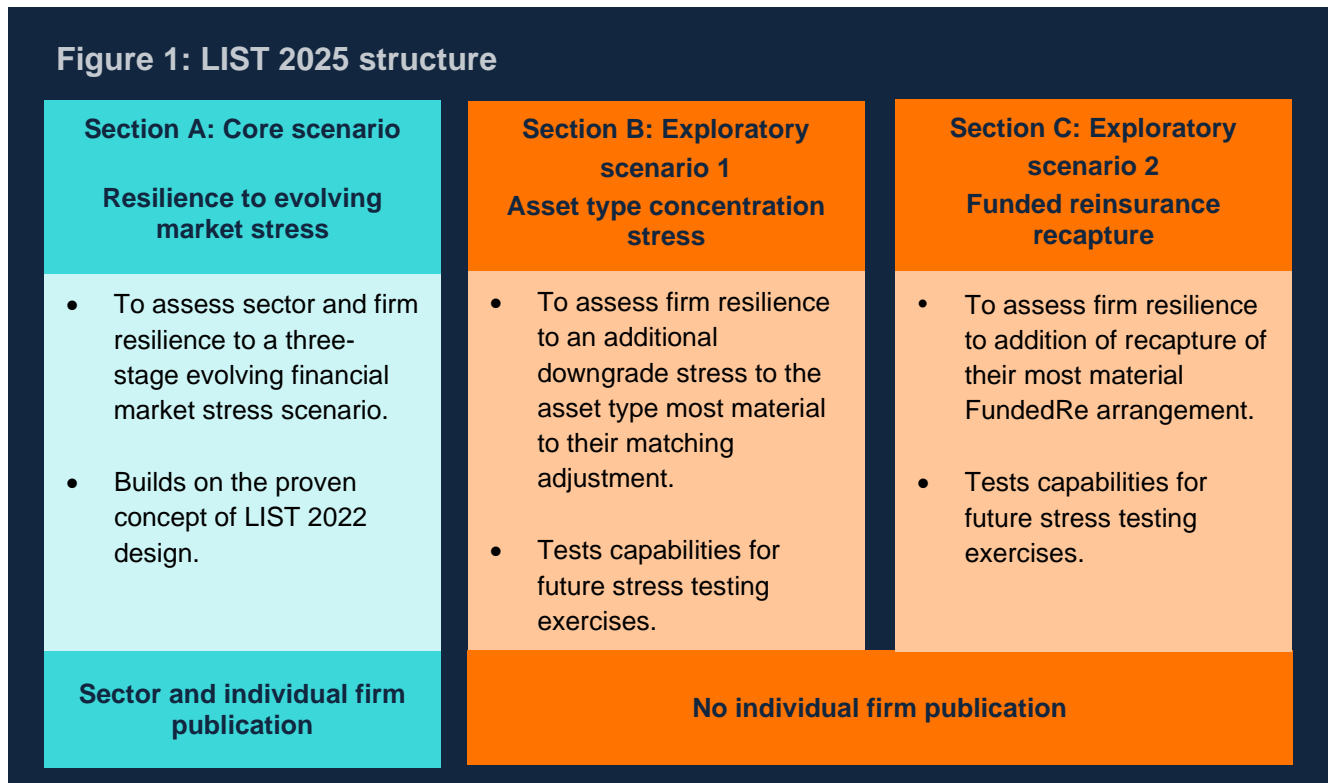 Figure 1: LIST 2025 structure
Section A: Core scenario
Resilience to evolving
market stress
• To assess sector and firm
resilience to a three-
stage evolving financial
market stress scenario.
• Builds on the proven
concept of LIST 2022
design.
Sector and individual firm
publication
Section B: Exploratory
scenario 1
Asset type concentration
stress
• To assess firm resilience
to an additional
downgrade stress to the
asset type most material
to their matching
adjustment.
• Tests capabilities for
future stress testing
exercises.
Section C: Exploratory
scenario 2
Funded reinsurance
recapture
• To assess firm resilience
to addition of recapture of
their most material
FundedRe arrangement.
• Tests capabilities for
future stress testing
exercises.
No individual firm publication